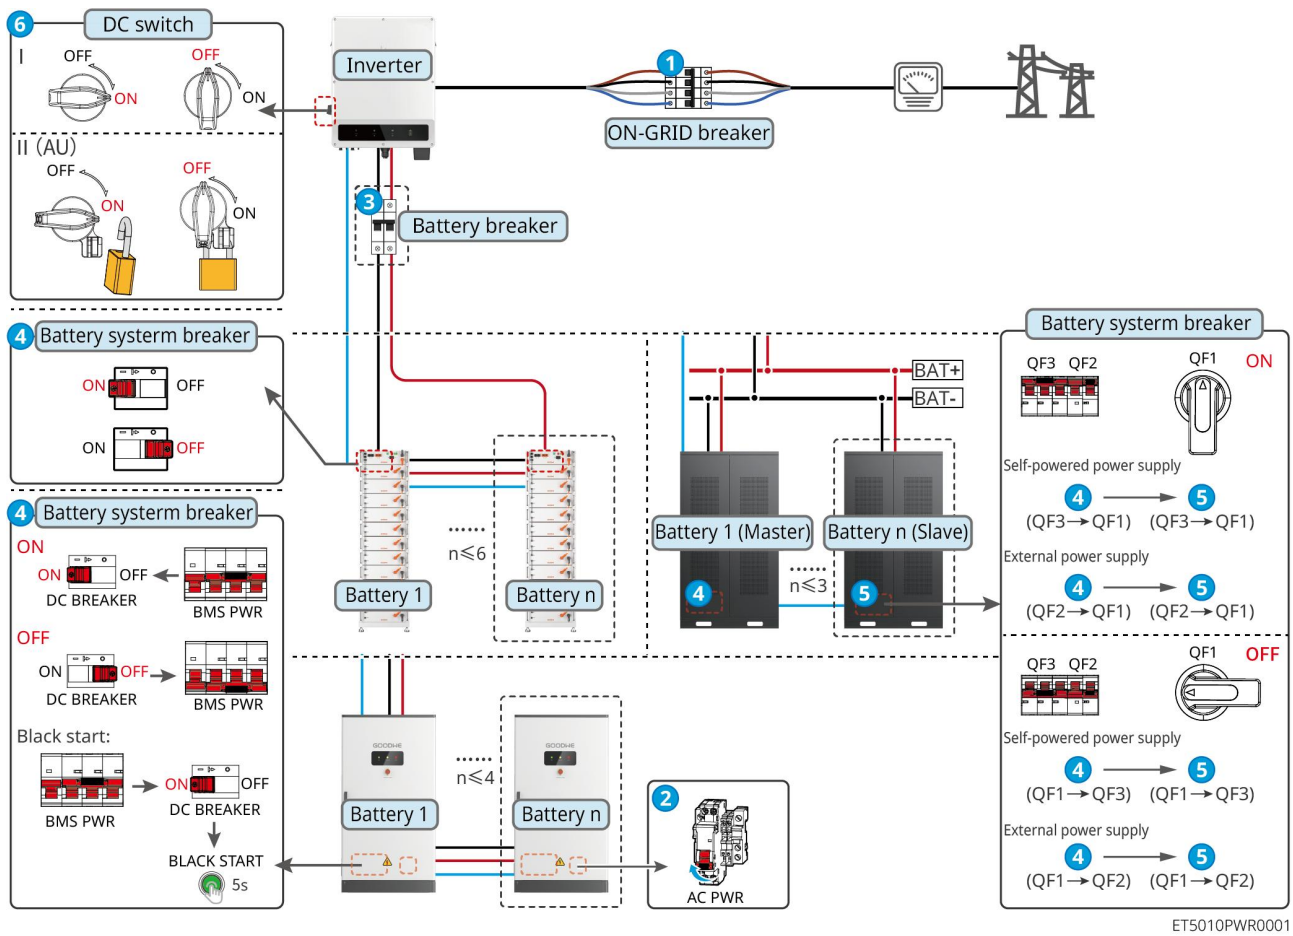 6
DC switch
I
OFF
ON
OFF
ON
II (AU)
OFF
ON
OFF
ON
Inverter
1
ON-GRID breaker
3
Battery breaker
4
Battery systerm breaker
ON
OFF
ON
OFF
4
Battery systerm breaker
ON
ON
OFF
DC BREAKER
BMS PWR
OFF
ON
OFF
DC BREAKER
BMS PWR
Black start:
BMS PWR
ON
OFF
DC BREAKER
BLACK START
5s
Battery 1
n≤6
Battery n
BAT+
BAT-
Battery 1 (Master)
Battery n (Slave)
n≤3
4
5
GOODWE
n≤4
GOODWE
Battery 1
Battery n
2
AC PWR
Battery systerm breaker
QF3 QF2
QF1
ON
Self-powered power supply
4 → 5
(QF3→QF1) (QF3→QF1)
External power supply
4 → 5
(QF2→QF1) (QF2→QF1)
QF3 QF2
QF1
OFF
Self-powered power supply
4 → 5
(QF1→QF3) (QF1→QF3)
External power supply
4 → 5
(QF1→QF2) (QF1→QF2)
ET5010PWR0001